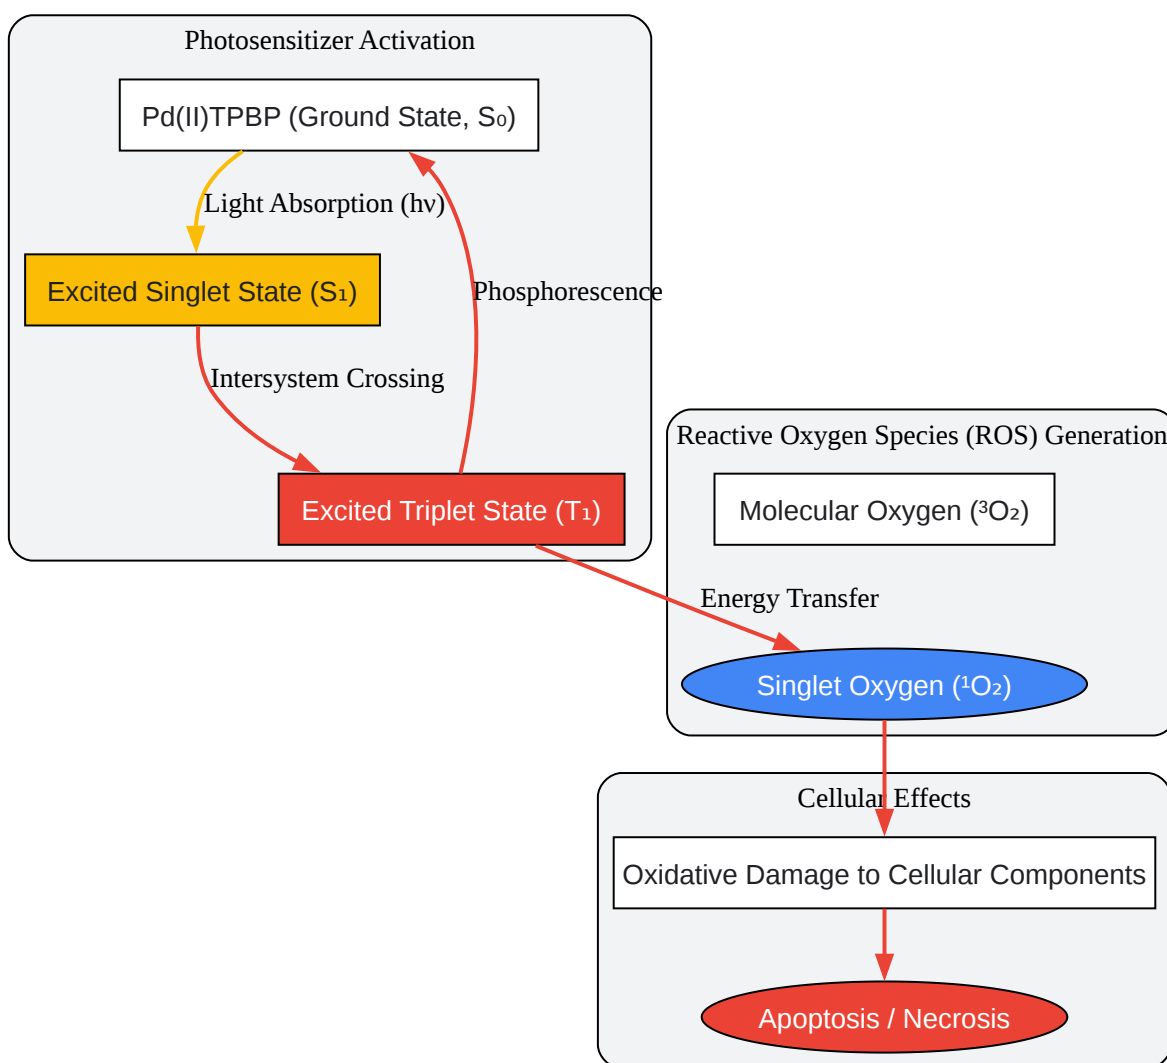 Photosensitizer Activation
Pd(II)TPBP (Ground State, S₀)
Light Absorption (hν)
Excited Singlet State (S₁)
Phosphorescence
Intersystem Crossing
Excited Triplet State (T₁)
Reactive Oxygen Species (ROS) Generation
Molecular Oxygen (³O₂)
Energy Transfer
Singlet Oxygen (¹O₂)
Cellular Effects
Oxidative Damage to Cellular Components
Apoptosis / Necrosis